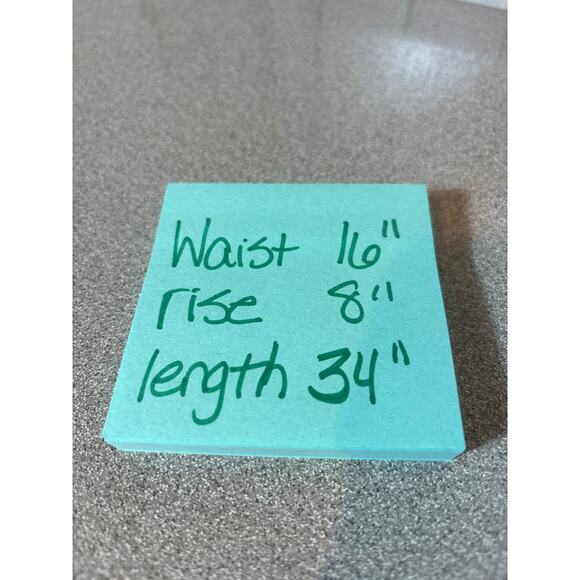 Waist 16"
rise 8"
length 34"